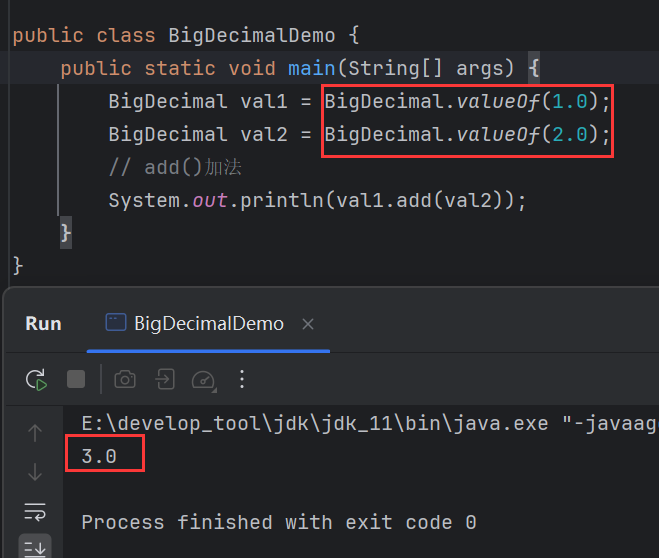 public class BigDecimalDemo {
public static void main(String[] args) {
BigDecimal val1 = BigDecimal.valueOf(1.0);
BigDecimal val2 = BigDecimal.valueOf(2.0);
// add()加法
System.out.println(val1.add(val2));
}
}
Run BigDecimalDemo
E:\develop_tool\jdk\jdk_11\bin\java.exe "-javaage
3.0
Process finished with exit code 0